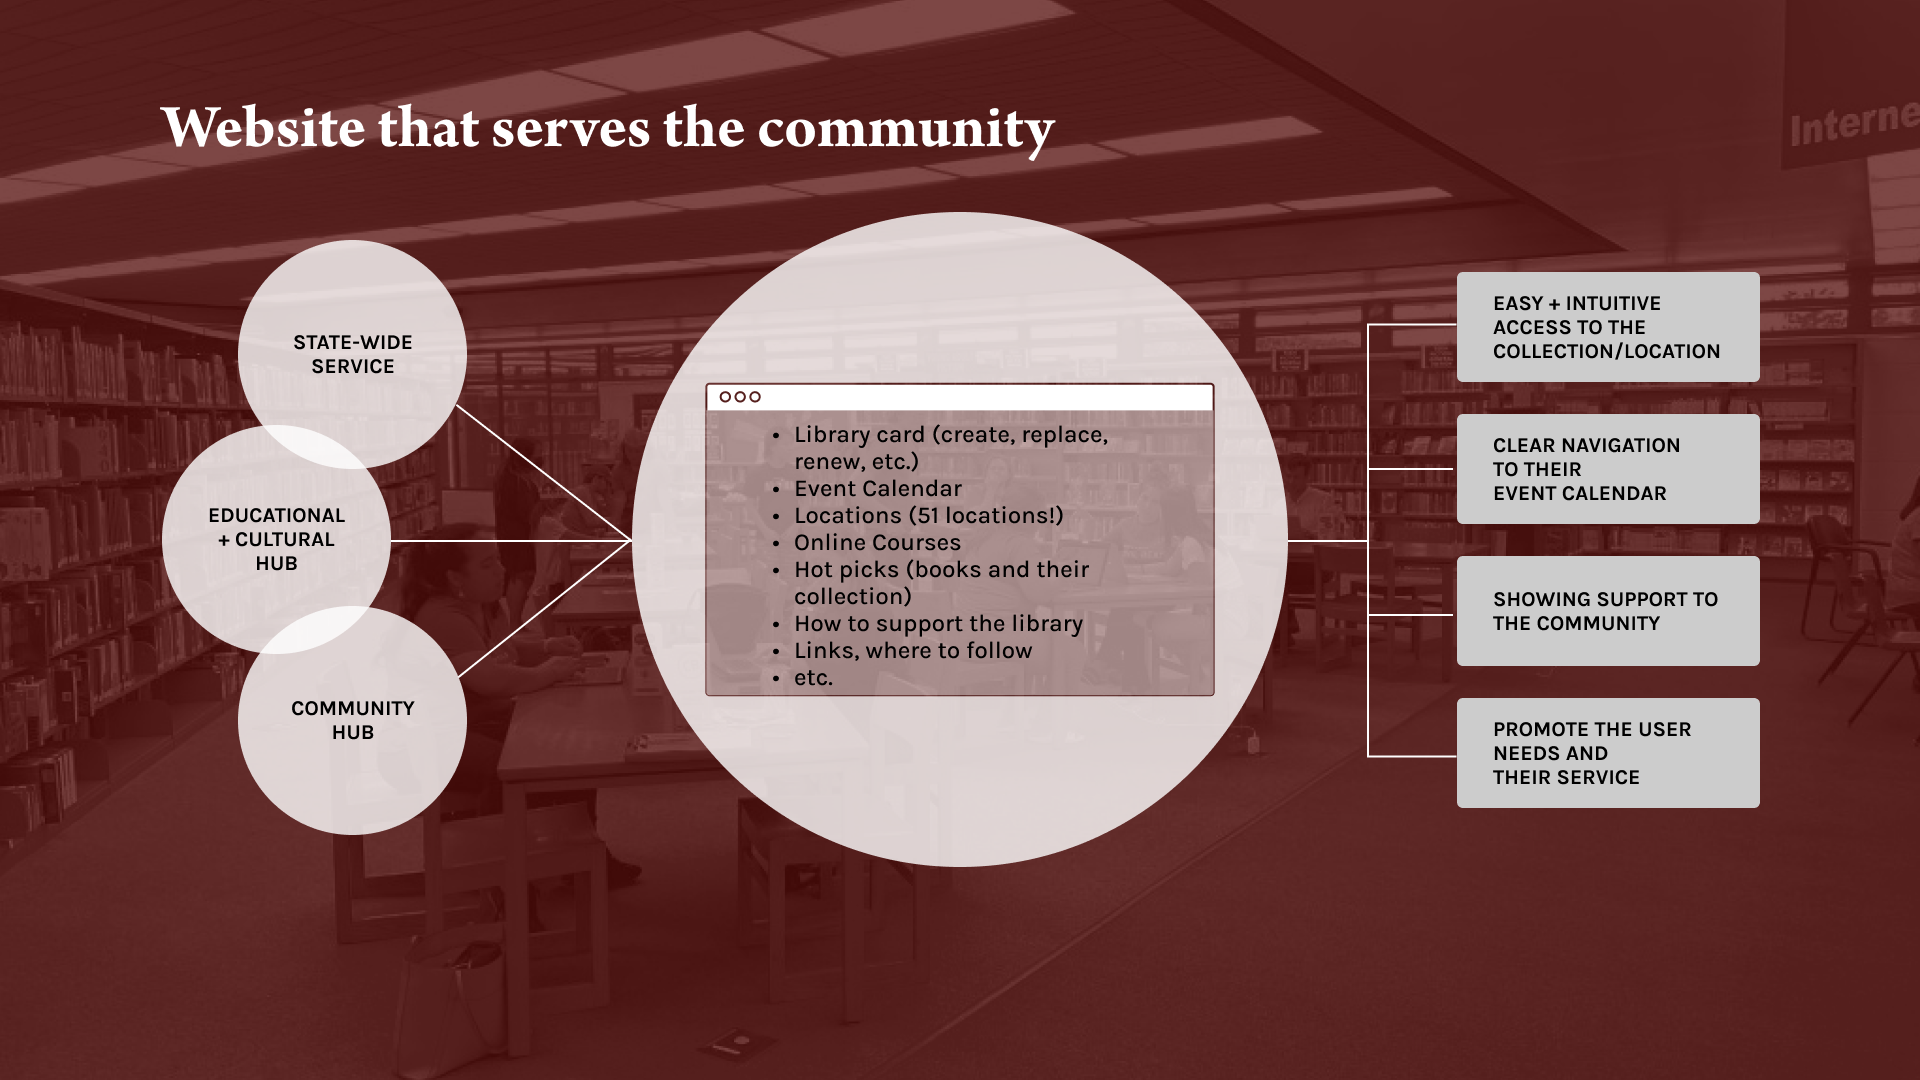 Website that serves the community
Interne
STATE-WIDE
SERVICE
EDUCATIONAL
+ CULTURAL
HUB
COMMUNITY
HUB
• Library card (create, replace,
renew, etc.)
• Event Calendar
• Locations (51 locations!)
• Online Courses
• Hot picks (books and their
collection)
• How to support the library
• Links, where to follow
• etc.
EASY + INTUITIVE
ACCESS TO THE
COLLECTION/LOCATION
CLEAR NAVIGATION
TO THEIR
EVENT CALENDAR
SHOWING SUPPORT TO
THE COMMUNITY
PROMOTE THE USER
NEEDS AND
THEIR SERVICE